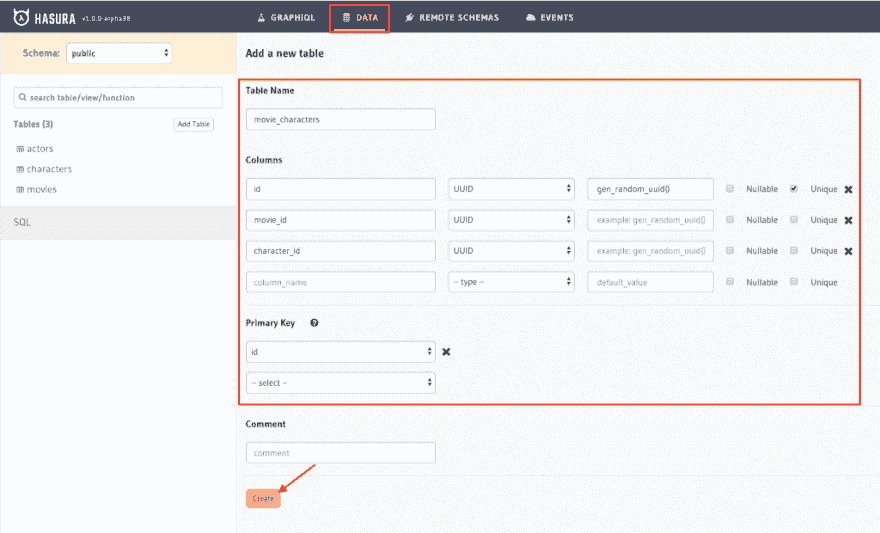 HASURA v1.0.0-alpha38 GRAPHIQL DATA REMOTE SCHEMAS EVENTS
Schema: public
search table/view/function
Tables (3) Add Table
actors
characters
movies
SQL
Add a new table
Table Name
movie_characters
Columns
id UUID gen_random_uuid() Nullable Unique
movie_id UUID example: gen_random_uuid() Nullable Unique
character_id UUID example: gen_random_uuid() Nullable Unique
column_name -- type -- default_value Nullable Unique
Primary Key
id
-- select --
Comment
comment
Create